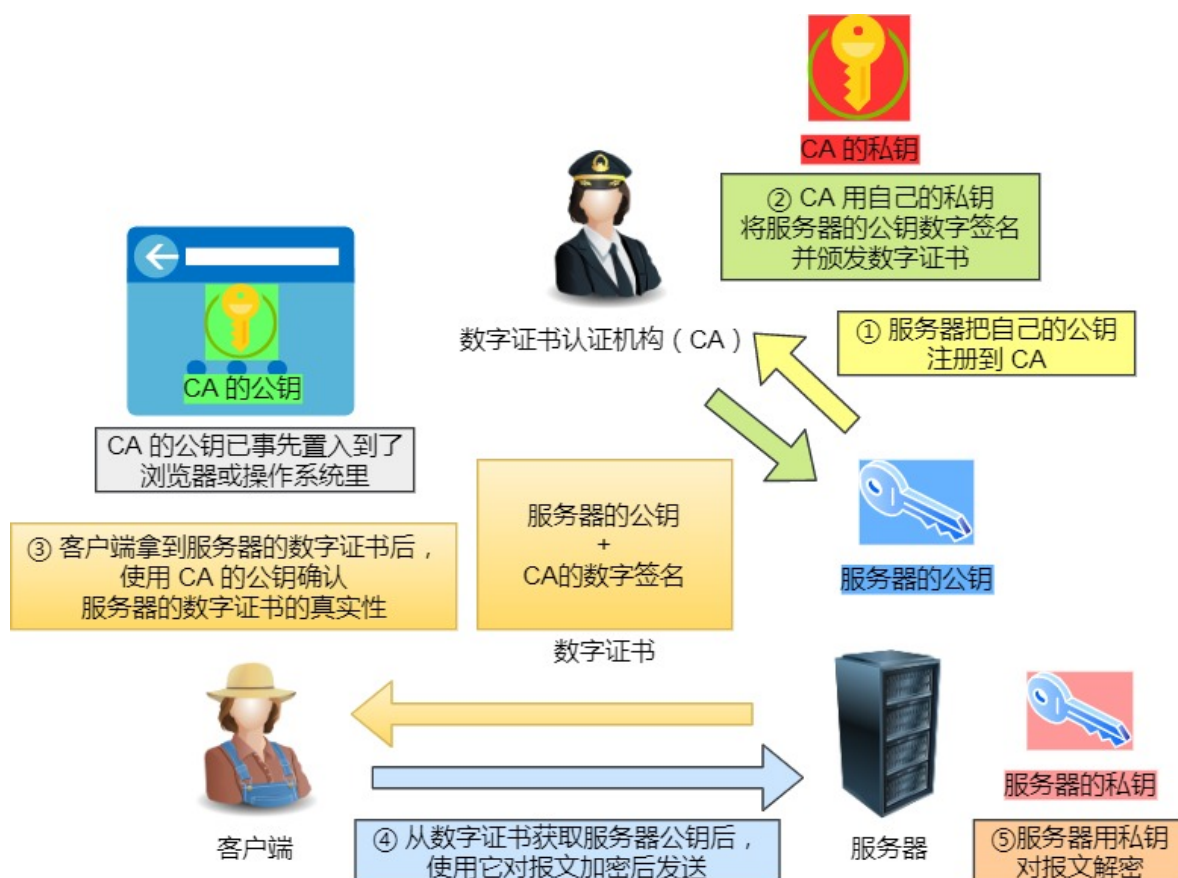 CA 的私钥
② CA 用自己的私钥
将服务器的公钥数字签名
并颁发数字证书
数字证书认证机构（CA）
① 服务器把自己的公钥
注册到 CA
CA 的公钥
CA 的公钥已事先置入到了
浏览器或操作系统里
③ 客户端拿到服务器的数字证书后，
使用 CA 的公钥确认
服务器的数字证书的真实性
服务器的公钥
+
CA的数字签名
数字证书
服务器的公钥
客户端
④ 从数字证书获取服务器公钥后，
使用它对报文加密后发送
服务器
服务器的私钥
⑤服务器用私钥
对报文解密